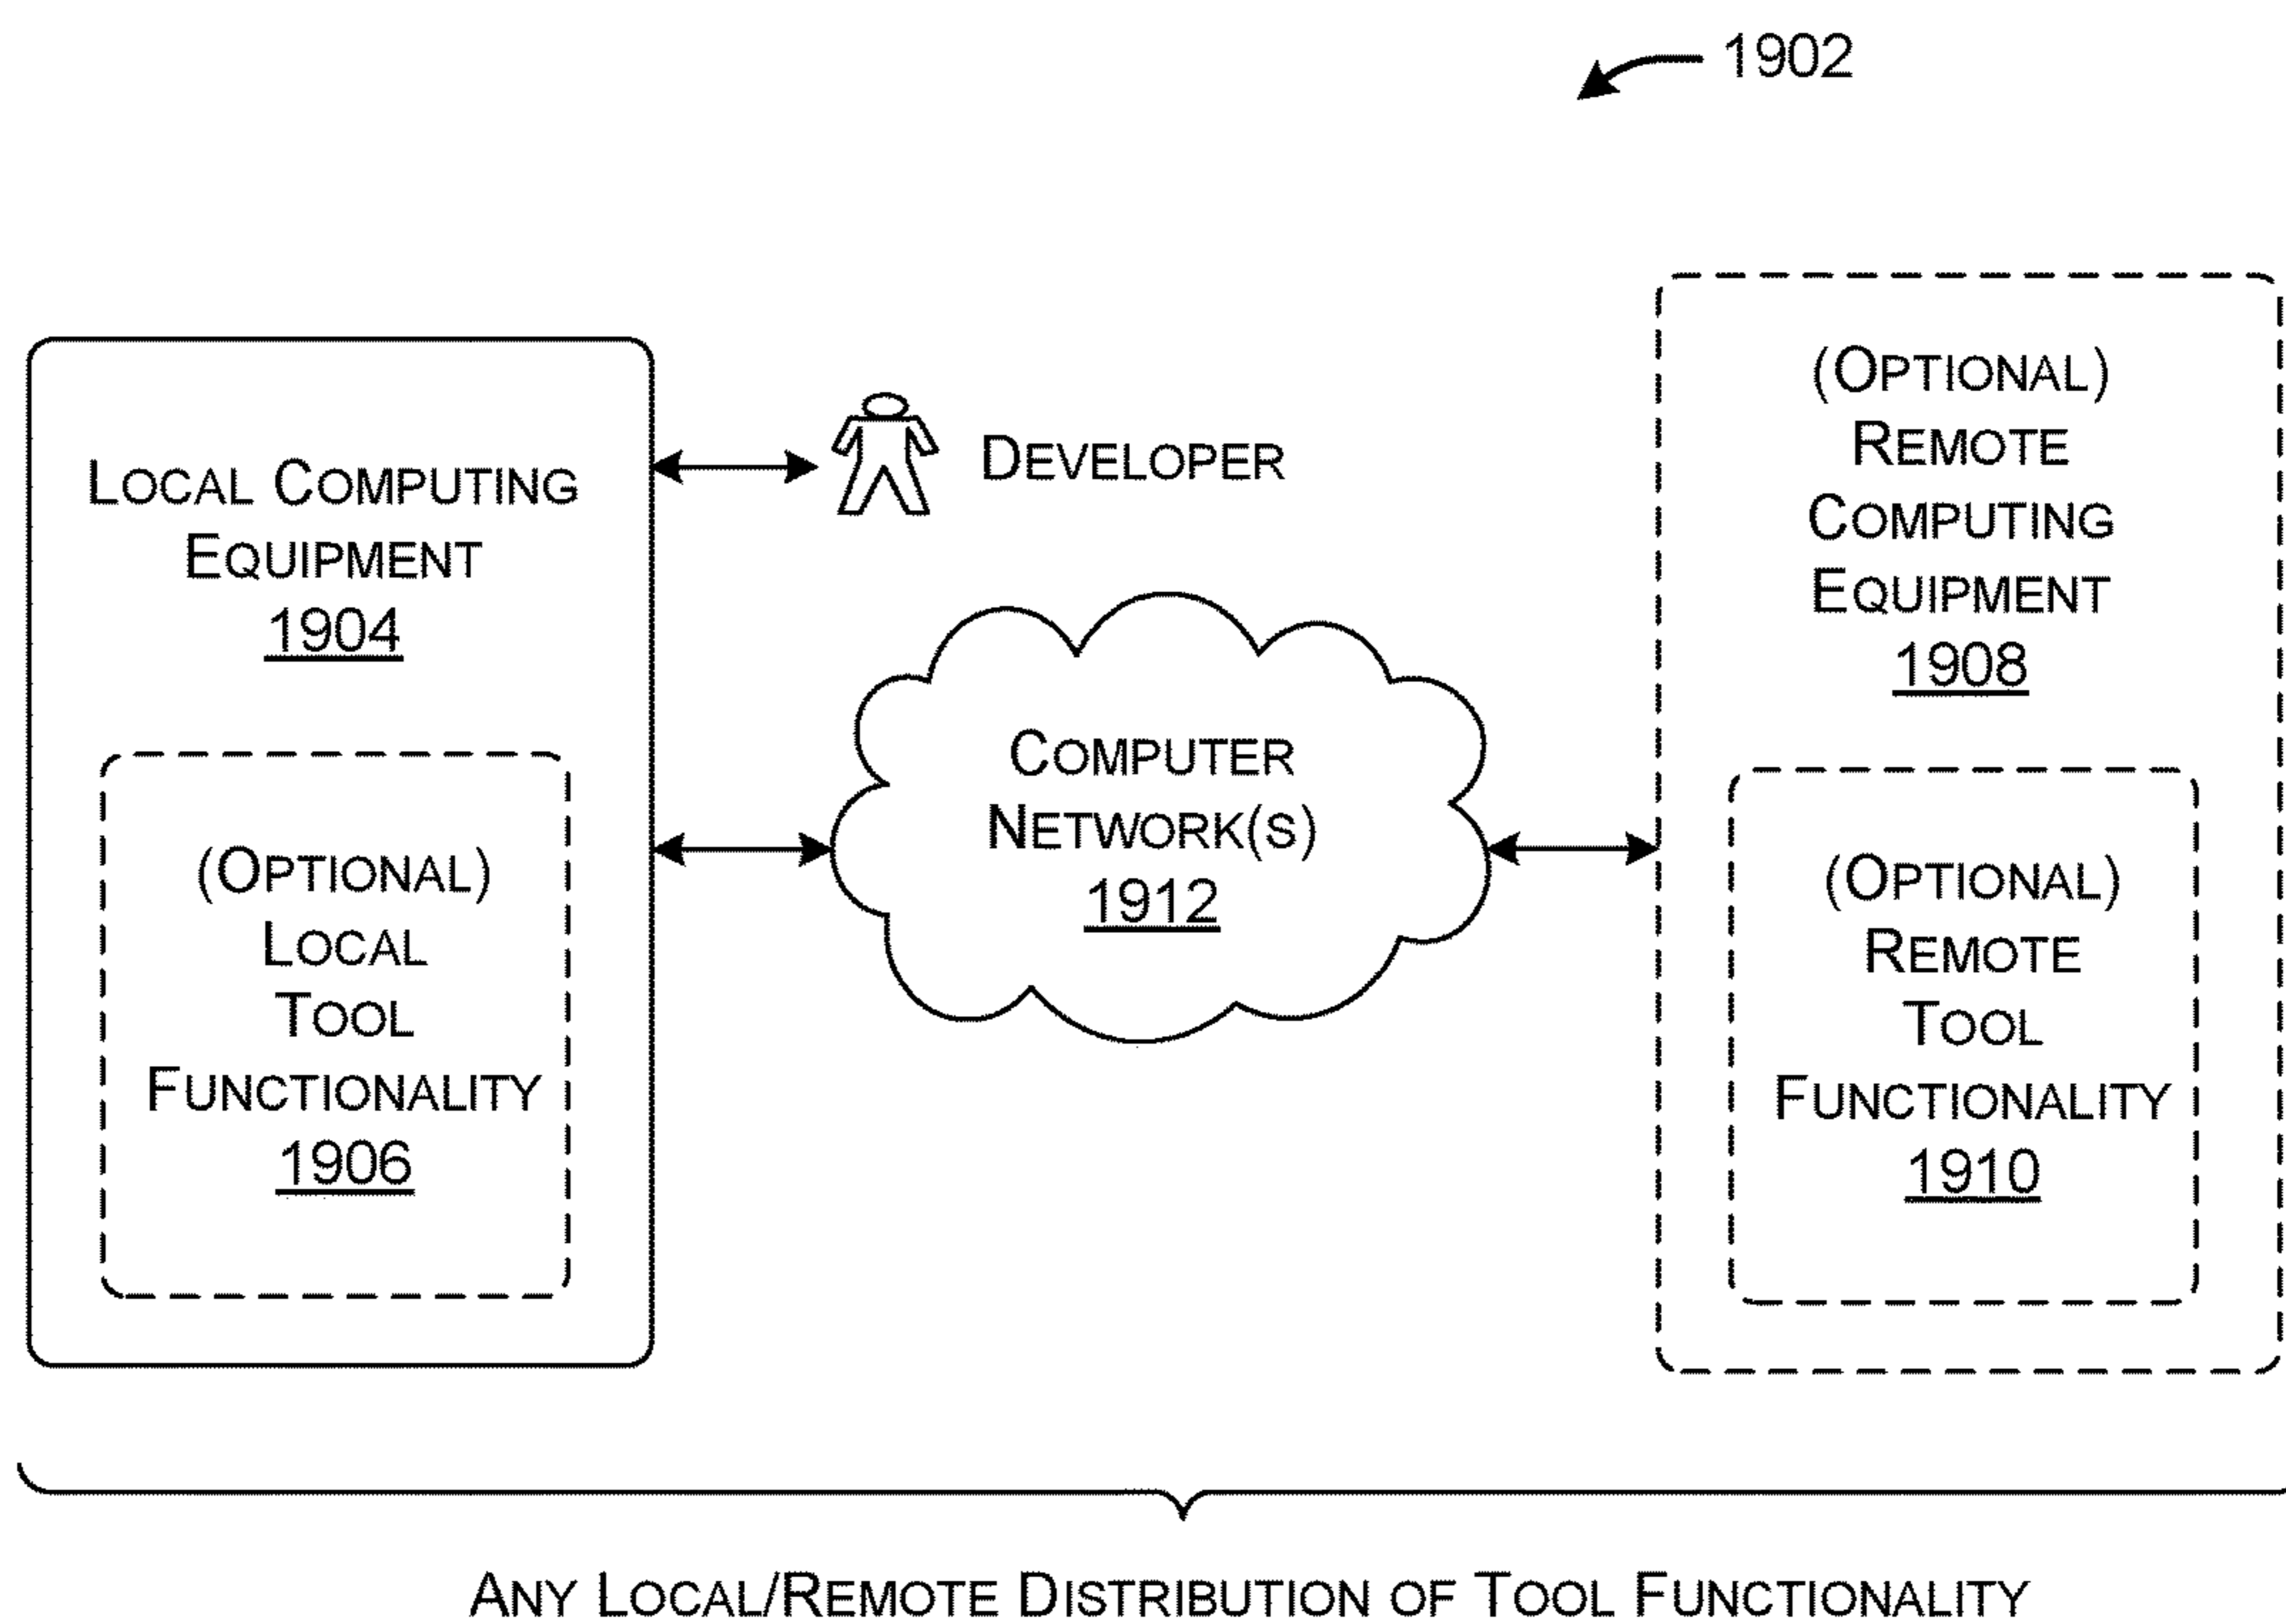 1902
LOCAL COMPUTING
EQUIPMENT
1904
(OPTIONAL)
LOCAL
TOOL
FUNCTIONALITY
1906
DEVELOPER
COMPUTER
NETWORK(S)
1912
(OPTIONAL)
REMOTE
COMPUTING
EQUIPMENT
1908
(OPTIONAL)
REMOTE
TOOL
FUNCTIONALITY
1910
ANY LOCAL/REMOTE DISTRIBUTION OF TOOL FUNCTIONALITY